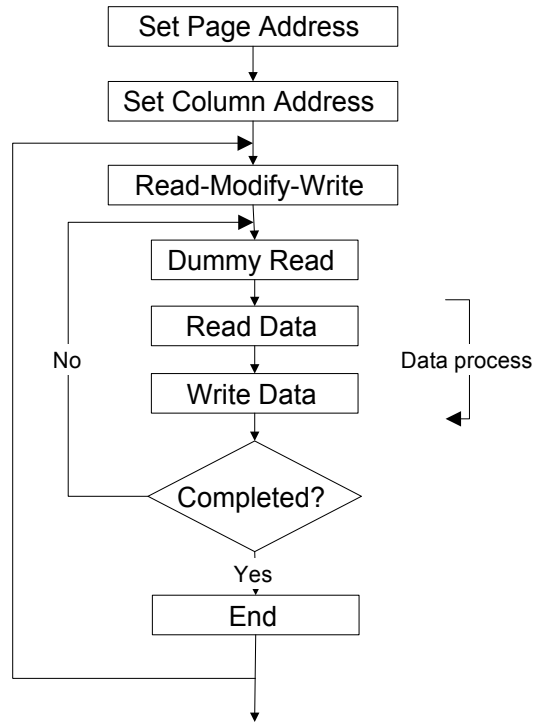 Set Page Address
Set Column Address
Read-Modify-Write
Dummy Read
Read Data
No
Data process
Write Data
Completed?
Yes
End